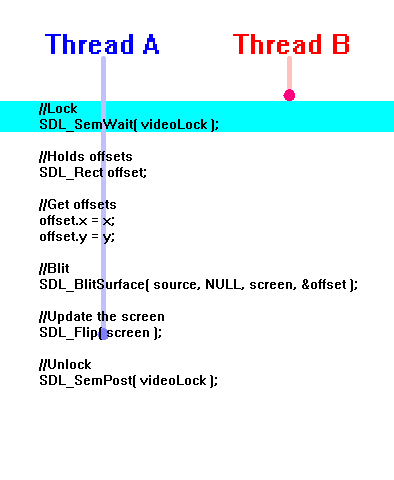 Thread A Thread B
//Lock
SDL_SemWait( videoLock );
//Holds offsets
SDL_Rect offset;
//Get offsets
offset.x = x;
offset.y = y;
//Blit
SDL_BlitSurface( source, NULL, screen, &offset );
//Update the screen
SDL_Flip( screen );
//Unlock
SDL_SemPost( videoLock );